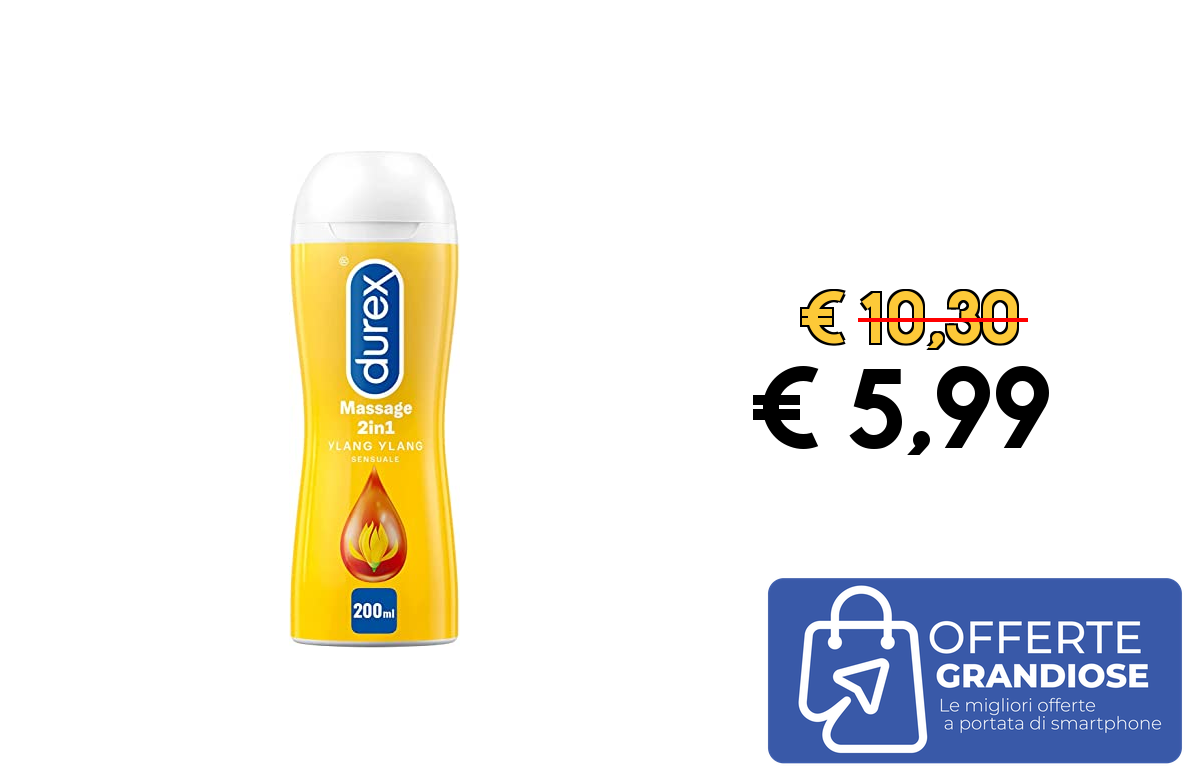 ®
durex
Massage
2in1
YLANG YLANG
SENSUALE
200ml
€ 10,30
€ 5,99
OFFERTE
GRANDIOSE
Le migliori offerte
a portata di smartphone